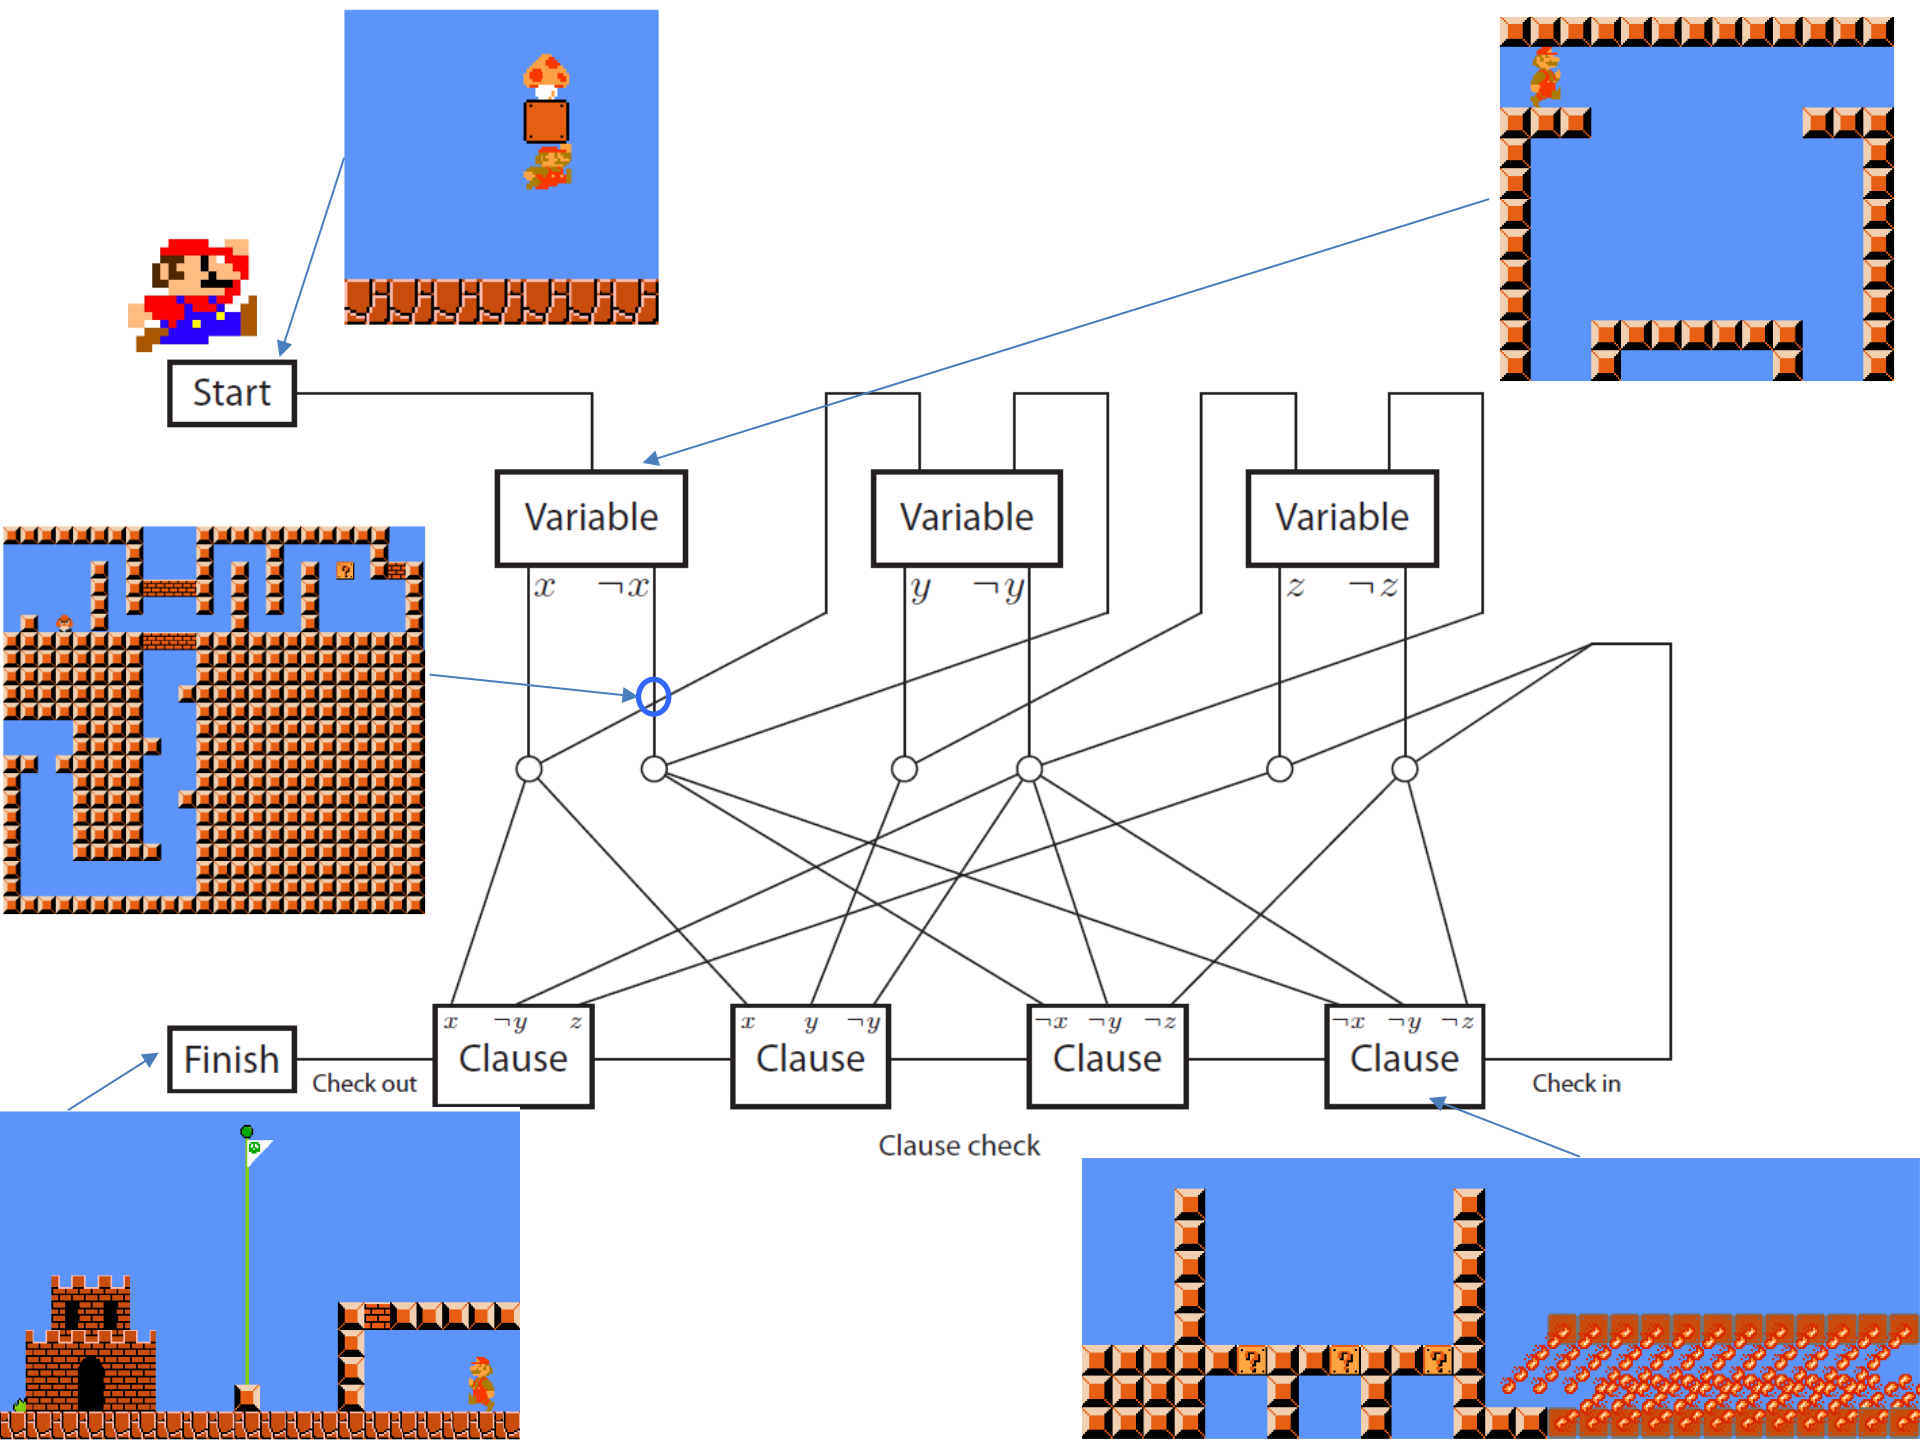 Start
Variable
Variable
Variable
x ¬x
y ¬y
z ¬z
?
x ¬y z
Clause
x y ¬y
Clause
¬x ¬y ¬z
Clause
¬x ¬y ¬z
Clause
Finish
Check out
Check in
Clause check
? ? ?